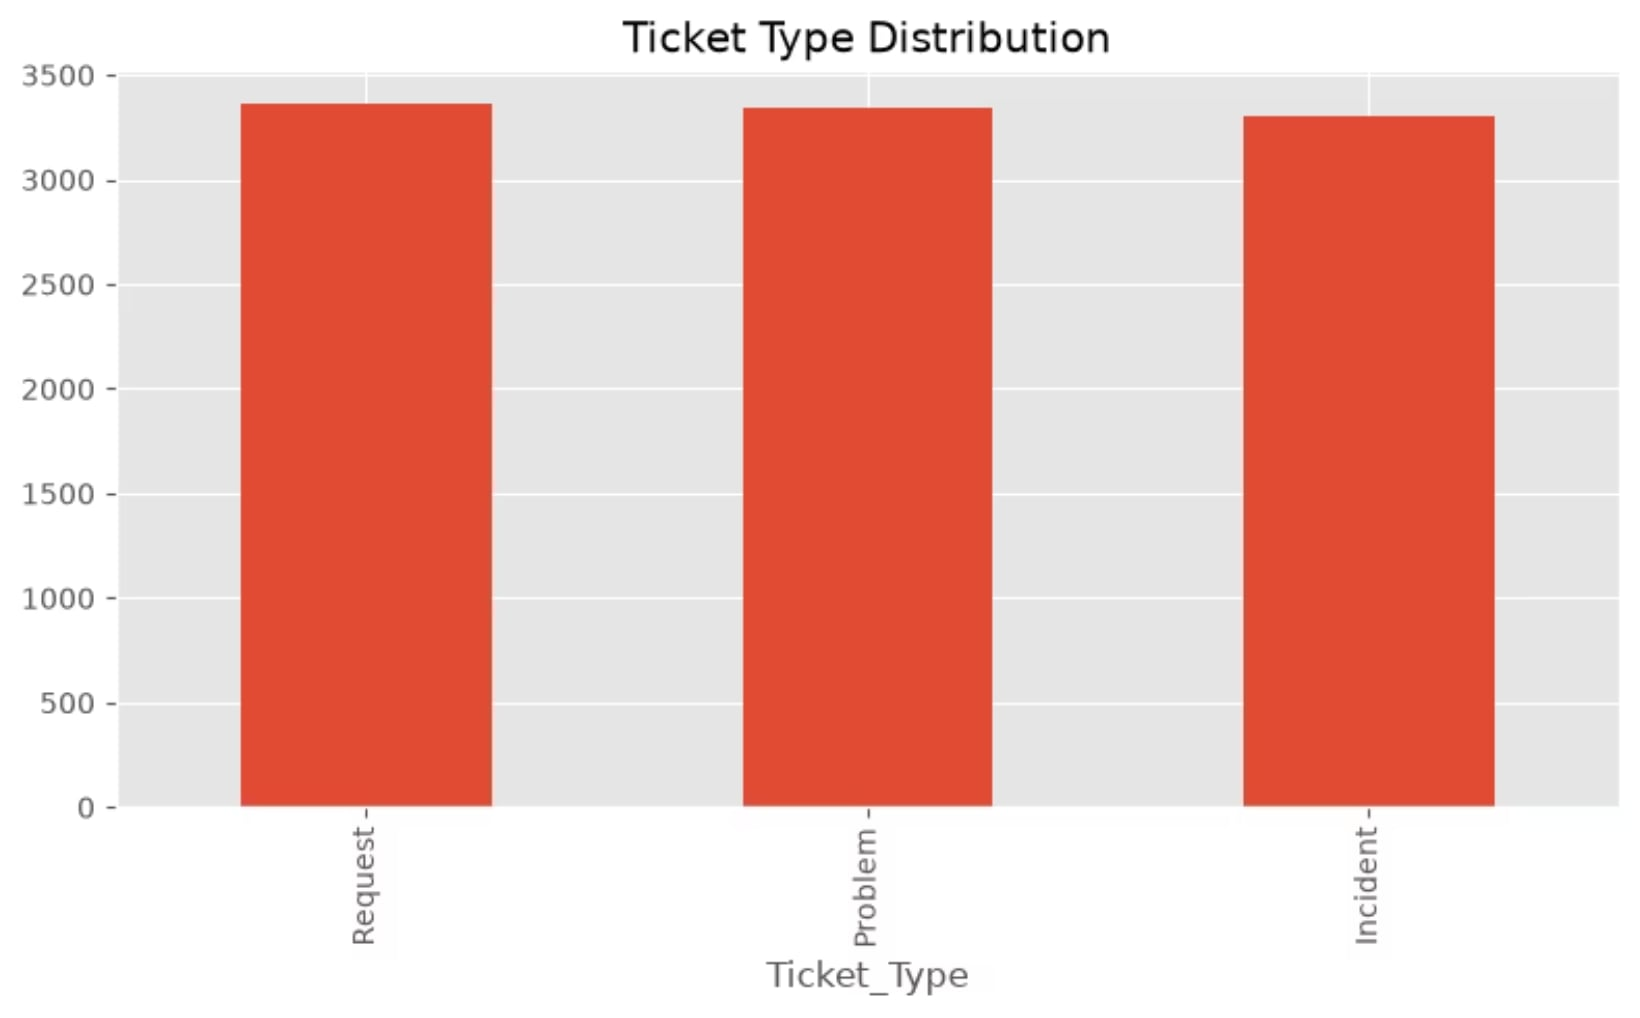 Ticket Type Distribution
3500
3000
2500
2000
1500
1000
500
0
Request
Problem
Incident
Ticket_Type